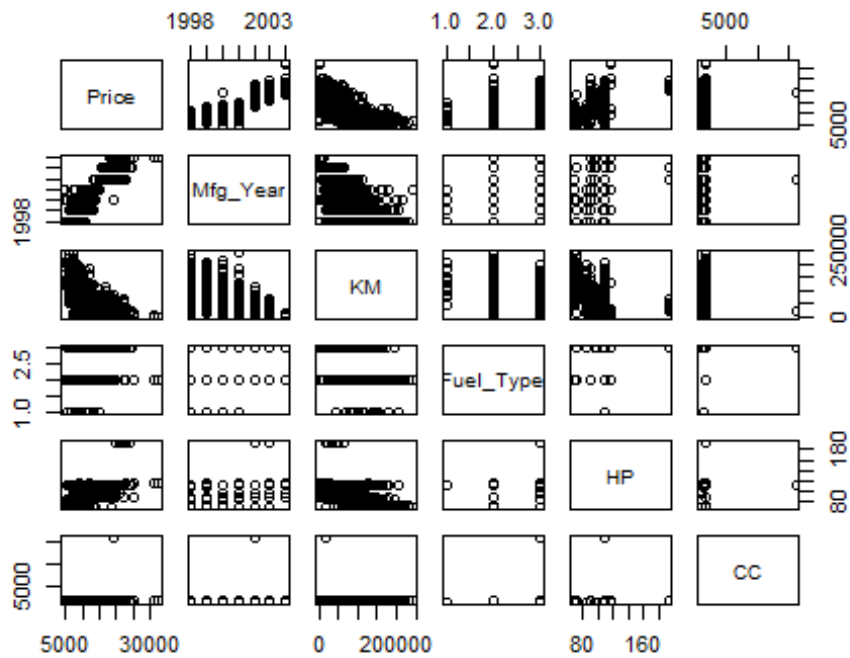 1998 2003 1.0 2.0 3.0 5000
Price 5000
1998 Mfg_Year
KM 0 250000
1.0 2.5 Fuel_Type
HP 80 180
5000 CC
5000 30000 0 200000 80 160